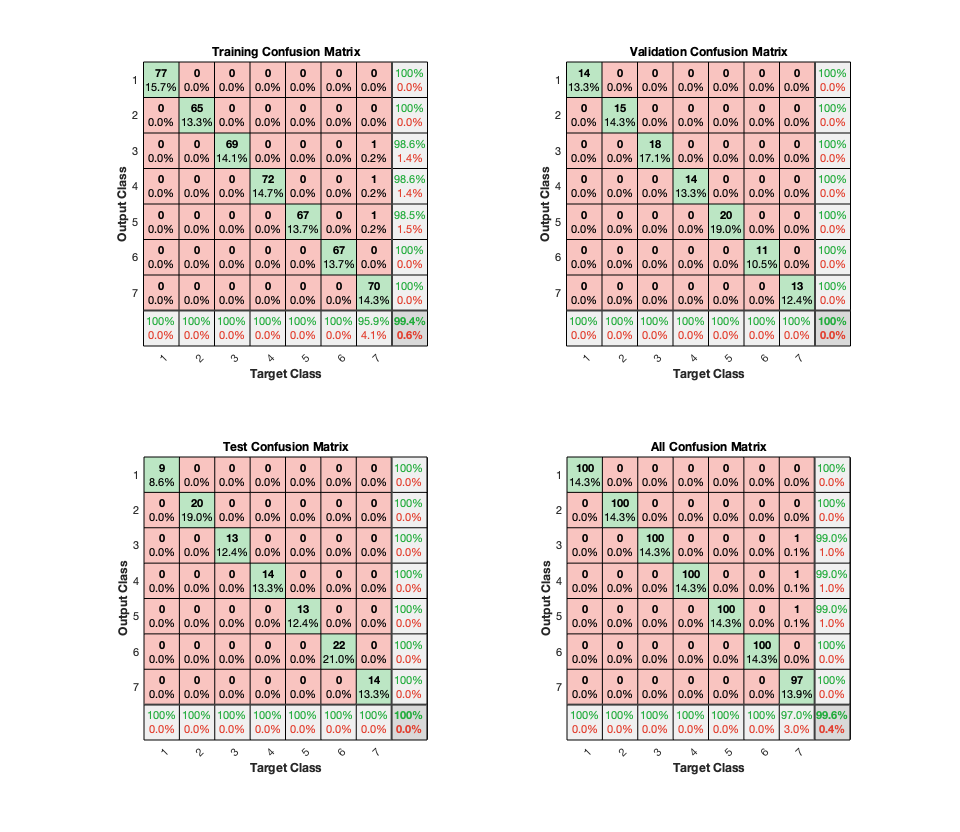 Training Confusion Matrix
1 77 0 0 0 0 0 0 100%
15.7% 0.0% 0.0% 0.0% 0.0% 0.0% 0.0% 0.0%
2 0 65 0 0 0 0 0 100%
0.0% 13.3% 0.0% 0.0% 0.0% 0.0% 0.0% 0.0%
3 0 0 69 0 0 0 1 98.6%
0.0% 0.0% 14.1% 0.0% 0.0% 0.0% 0.2% 1.4%
4 0 0 0 72 0 0 1 98.6%
0.0% 0.0% 0.0% 14.7% 0.0% 0.0% 0.2% 1.4%
5 0 0 0 0 67 0 1 98.5%
0.0% 0.0% 0.0% 0.0% 13.7% 0.0% 0.2% 1.5%
6 0 0 0 0 0 67 0 100%
0.0% 0.0% 0.0% 0.0% 0.0% 13.7% 0.0% 0.0%
7 0 0 0 0 0 0 70 100%
0.0% 0.0% 0.0% 0.0% 0.0% 0.0% 14.3% 0.0%
100% 100% 100% 100% 100% 100% 95.9% 99.4%
0.0% 0.0% 0.0% 0.0% 0.0% 0.0% 4.1% 0.6%
1 2 3 4 5 6 7
Target Class
Output Class
Validation Confusion Matrix
1 14 0 0 0 0 0 0 100%
13.3% 0.0% 0.0% 0.0% 0.0% 0.0% 0.0% 0.0%
2 0 15 0 0 0 0 0 100%
0.0% 14.3% 0.0% 0.0% 0.0% 0.0% 0.0% 0.0%
3 0 0 18 0 0 0 0 100%
0.0% 0.0% 17.1% 0.0% 0.0% 0.0% 0.0% 0.0%
4 0 0 0 14 0 0 0 100%
0.0% 0.0% 0.0% 13.3% 0.0% 0.0% 0.0% 0.0%
5 0 0 0 0 20 0 0 100%
0.0% 0.0% 0.0% 0.0% 19.0% 0.0% 0.0% 0.0%
6 0 0 0 0 0 11 0 100%
0.0% 0.0% 0.0% 0.0% 0.0% 10.5% 0.0% 0.0%
7 0 0 0 0 0 0 13 100%
0.0% 0.0% 0.0% 0.0% 0.0% 0.0% 12.4% 0.0%
100% 100% 100% 100% 100% 100% 100% 100%
0.0% 0.0% 0.0% 0.0% 0.0% 0.0% 0.0% 0.0%
1 2 3 4 5 6 7
Target Class
Output Class
Test Confusion Matrix
1 9 0 0 0 0 0 0 100%
8.6% 0.0% 0.0% 0.0% 0.0% 0.0% 0.0% 0.0%
2 0 20 0 0 0 0 0 100%
0.0% 19.0% 0.0% 0.0% 0.0% 0.0% 0.0% 0.0%
3 0 0 13 0 0 0 0 100%
0.0% 0.0% 12.4% 0.0% 0.0% 0.0% 0.0% 0.0%
4 0 0 0 14 0 0 0 100%
0.0% 0.0% 0.0% 13.3% 0.0% 0.0% 0.0% 0.0%
5 0 0 0 0 13 0 0 100%
0.0% 0.0% 0.0% 0.0% 12.4% 0.0% 0.0% 0.0%
6 0 0 0 0 0 22 0 100%
0.0% 0.0% 0.0% 0.0% 0.0% 21.0% 0.0% 0.0%
7 0 0 0 0 0 0 14 100%
0.0% 0.0% 0.0% 0.0% 0.0% 0.0% 13.3% 0.0%
100% 100% 100% 100% 100% 100% 100% 100%
0.0% 0.0% 0.0% 0.0% 0.0% 0.0% 0.0% 0.0%
1 2 3 4 5 6 7
Target Class
Output Class
All Confusion Matrix
1 100 0 0 0 0 0 0 100%
14.3% 0.0% 0.0% 0.0% 0.0% 0.0% 0.0% 0.0%
2 0 100 0 0 0 0 0 100%
0.0% 14.3% 0.0% 0.0% 0.0% 0.0% 0.0% 0.0%
3 0 0 100 0 0 0 1 99.0%
0.0% 0.0% 14.3% 0.0% 0.0% 0.0% 0.1% 1.0%
4 0 0 0 100 0 0 1 99.0%
0.0% 0.0% 0.0% 14.3% 0.0% 0.0% 0.1% 1.0%
5 0 0 0 0 100 0 1 99.0%
0.0% 0.0% 0.0% 0.0% 14.3% 0.0% 0.1% 1.0%
6 0 0 0 0 0 100 0 100%
0.0% 0.0% 0.0% 0.0% 0.0% 14.3% 0.0% 0.0%
7 0 0 0 0 0 0 97 100%
0.0% 0.0% 0.0% 0.0% 0.0% 0.0% 13.9% 0.0%
100% 100% 100% 100% 100% 100% 97.0% 99.6%
0.0% 0.0% 0.0% 0.0% 0.0% 0.0% 3.0% 0.4%
1 2 3 4 5 6 7
Target Class
Output Class